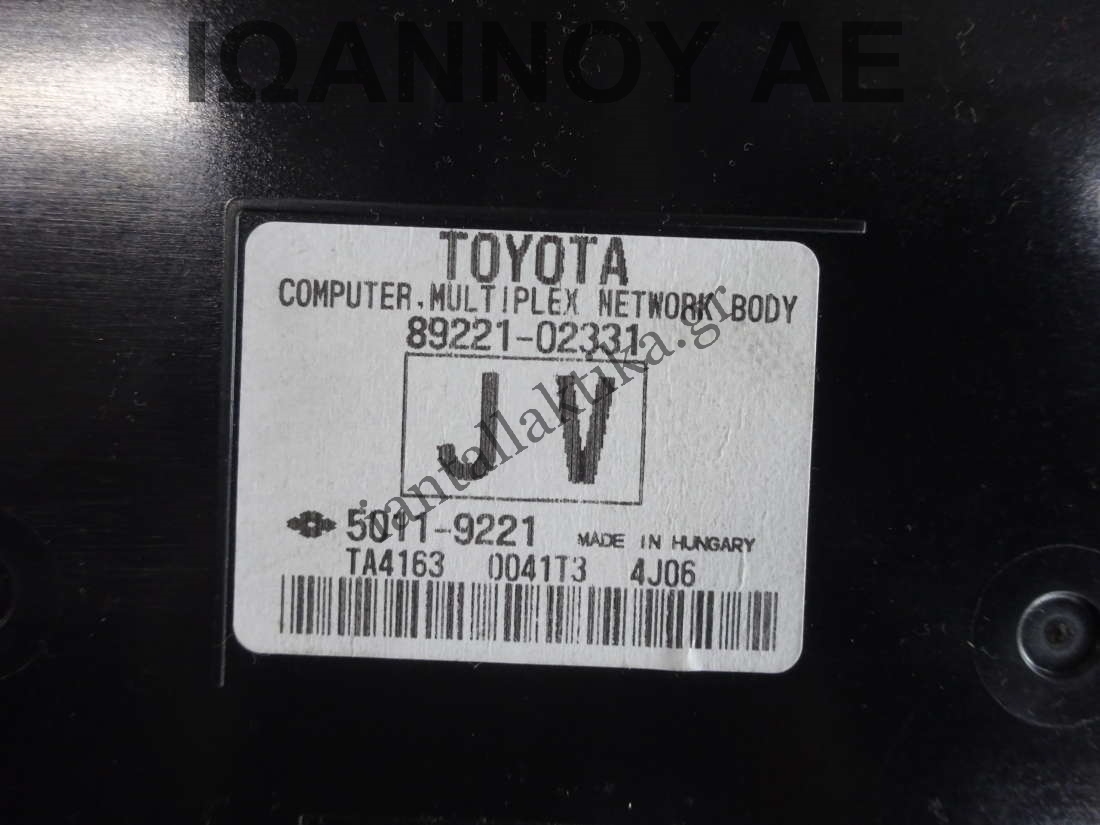 ΙΩΑΝΝΟΥ ΑΕ
TOYOTA
COMPUTER, MULTIPLEX NETWORK BODY
89221-02331
JV
5011-9221 MADE IN HUNGARY
TA4163 0041T3 4J06
i-antallaktika.gr